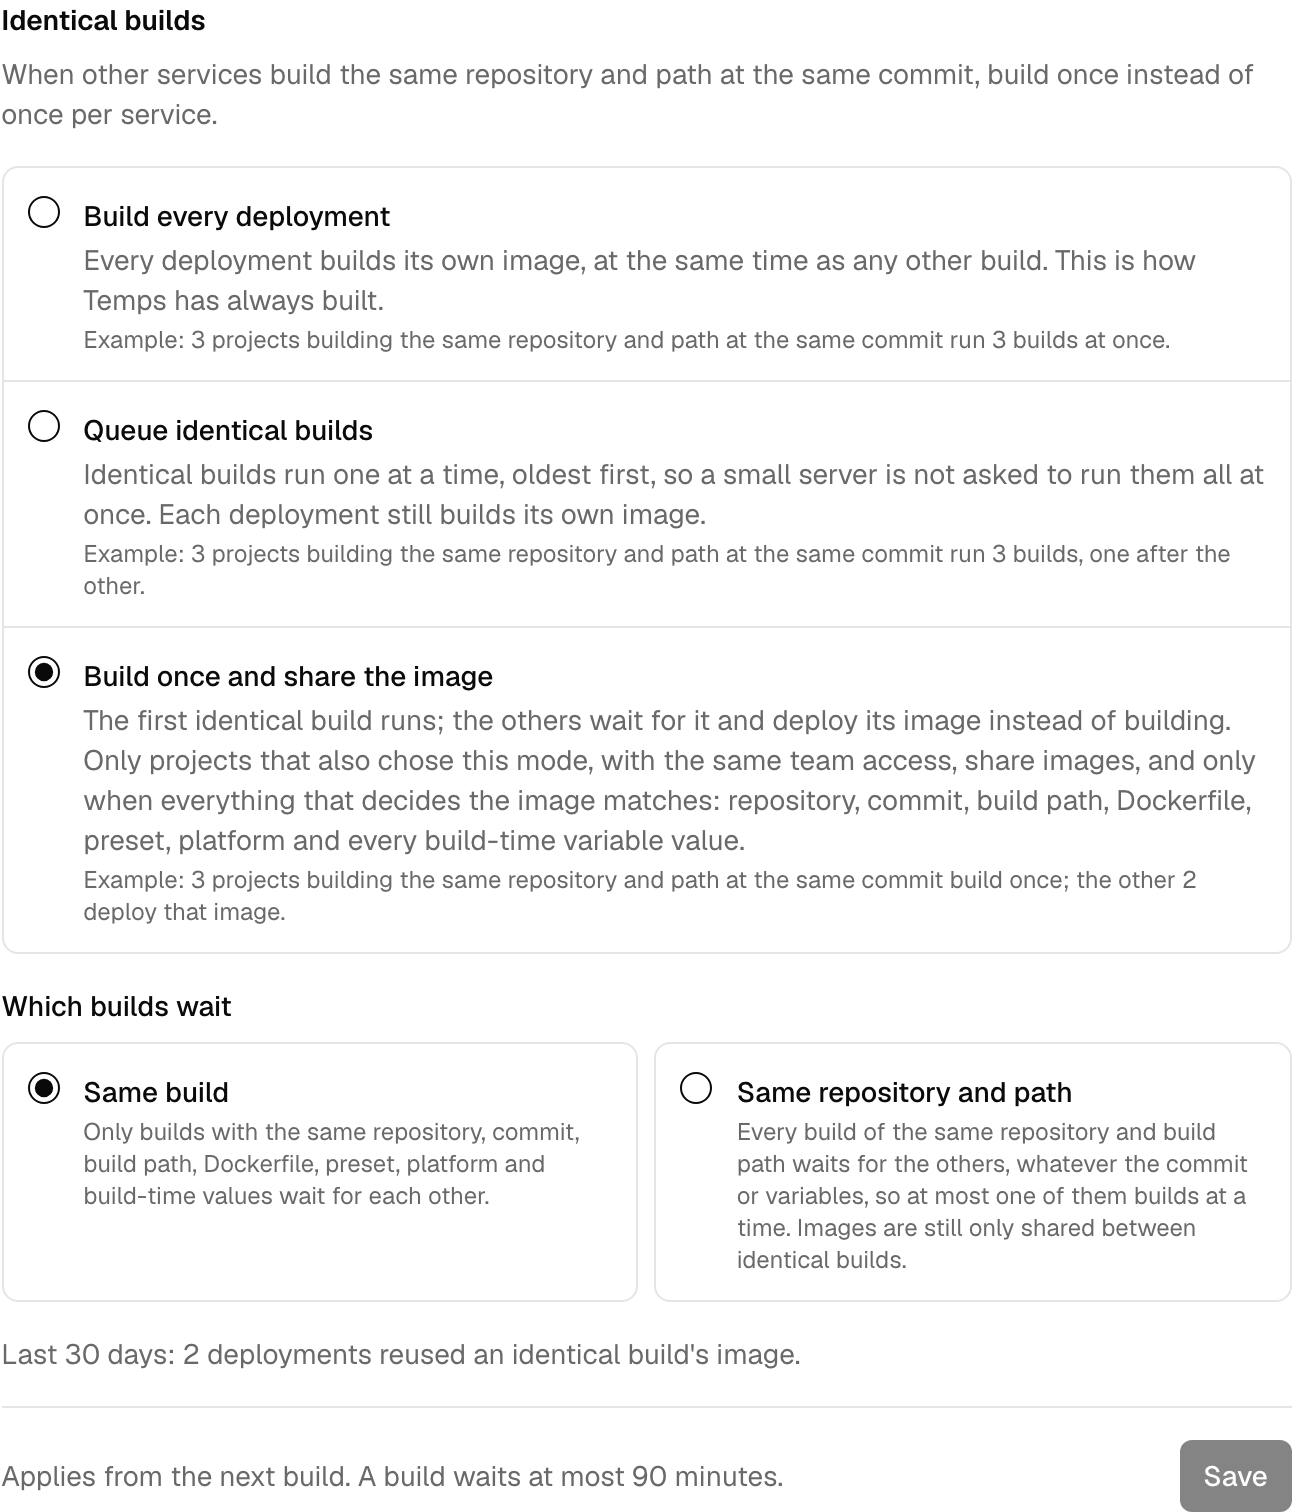 Identical builds
When other services build the same repository and path at the same commit, build once instead of
once per service.
Build every deployment
Every deployment builds its own image, at the same time as any other build. This is how
Temps has always built.
Example: 3 projects building the same repository and path at the same commit run 3 builds at once.
Queue identical builds
Identical builds run one at a time, oldest first, so a small server is not asked to run them all at
once. Each deployment still builds its own image.
Example: 3 projects building the same repository and path at the same commit run 3 builds, one after the
other.
Build once and share the image
The first identical build runs; the others wait for it and deploy its image instead of building.
Only projects that also chose this mode, with the same team access, share images, and only
when everything that decides the image matches: repository, commit, build path, Dockerfile,
preset, platform and every build-time variable value.
Example: 3 projects building the same repository and path at the same commit build once; the other 2
deploy that image.
Which builds wait
Same build
Only builds with the same repository, commit,
build path, Dockerfile, preset, platform and
build-time values wait for each other.
Same repository and path
Every build of the same repository and build
path waits for the others, whatever the commit
or variables, so at most one of them builds at a
time. Images are still only shared between
identical builds.
Last 30 days: 2 deployments reused an identical build's image.
Applies from the next build. A build waits at most 90 minutes.
Save